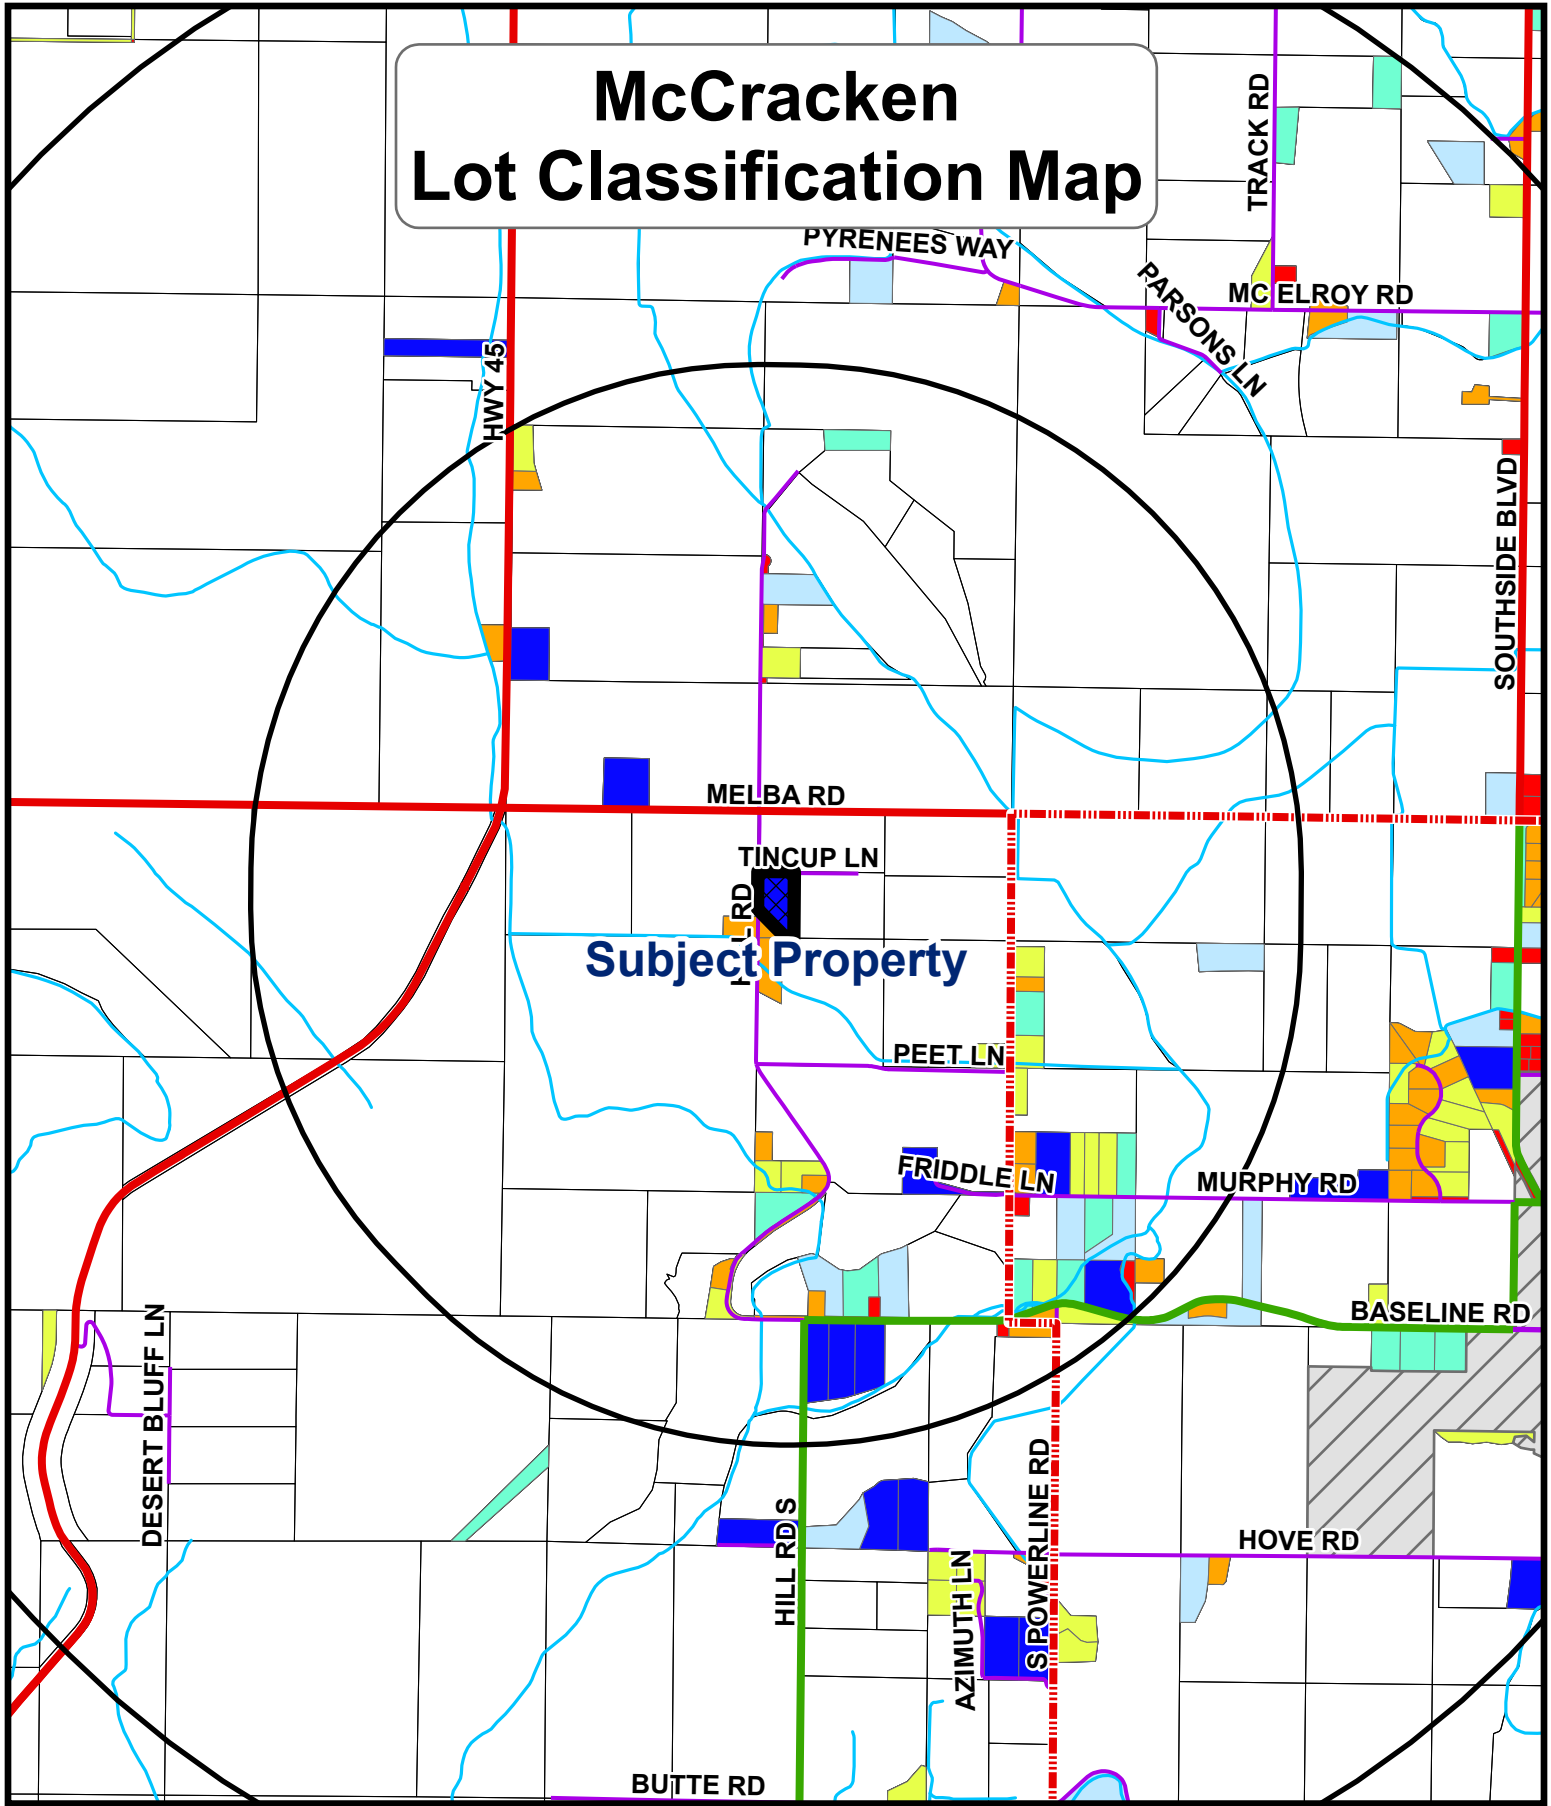 McCracken
Lot Classification Map
TRACK RD
PYRENEES WAY
PARSONS LN
MC ELROY RD
HWY 45
SOUTHSIDE BLVD
MELBA RD
TINCUP LN
RD
Subject Property
PEET LN
FRIDDLE LN
MURPHY RD
BASELINE RD
DESERT BLUFF LN
HILL RD S
S POWERLINE RD
HOVE RD
AZIMUTH LN
BUTTE RD